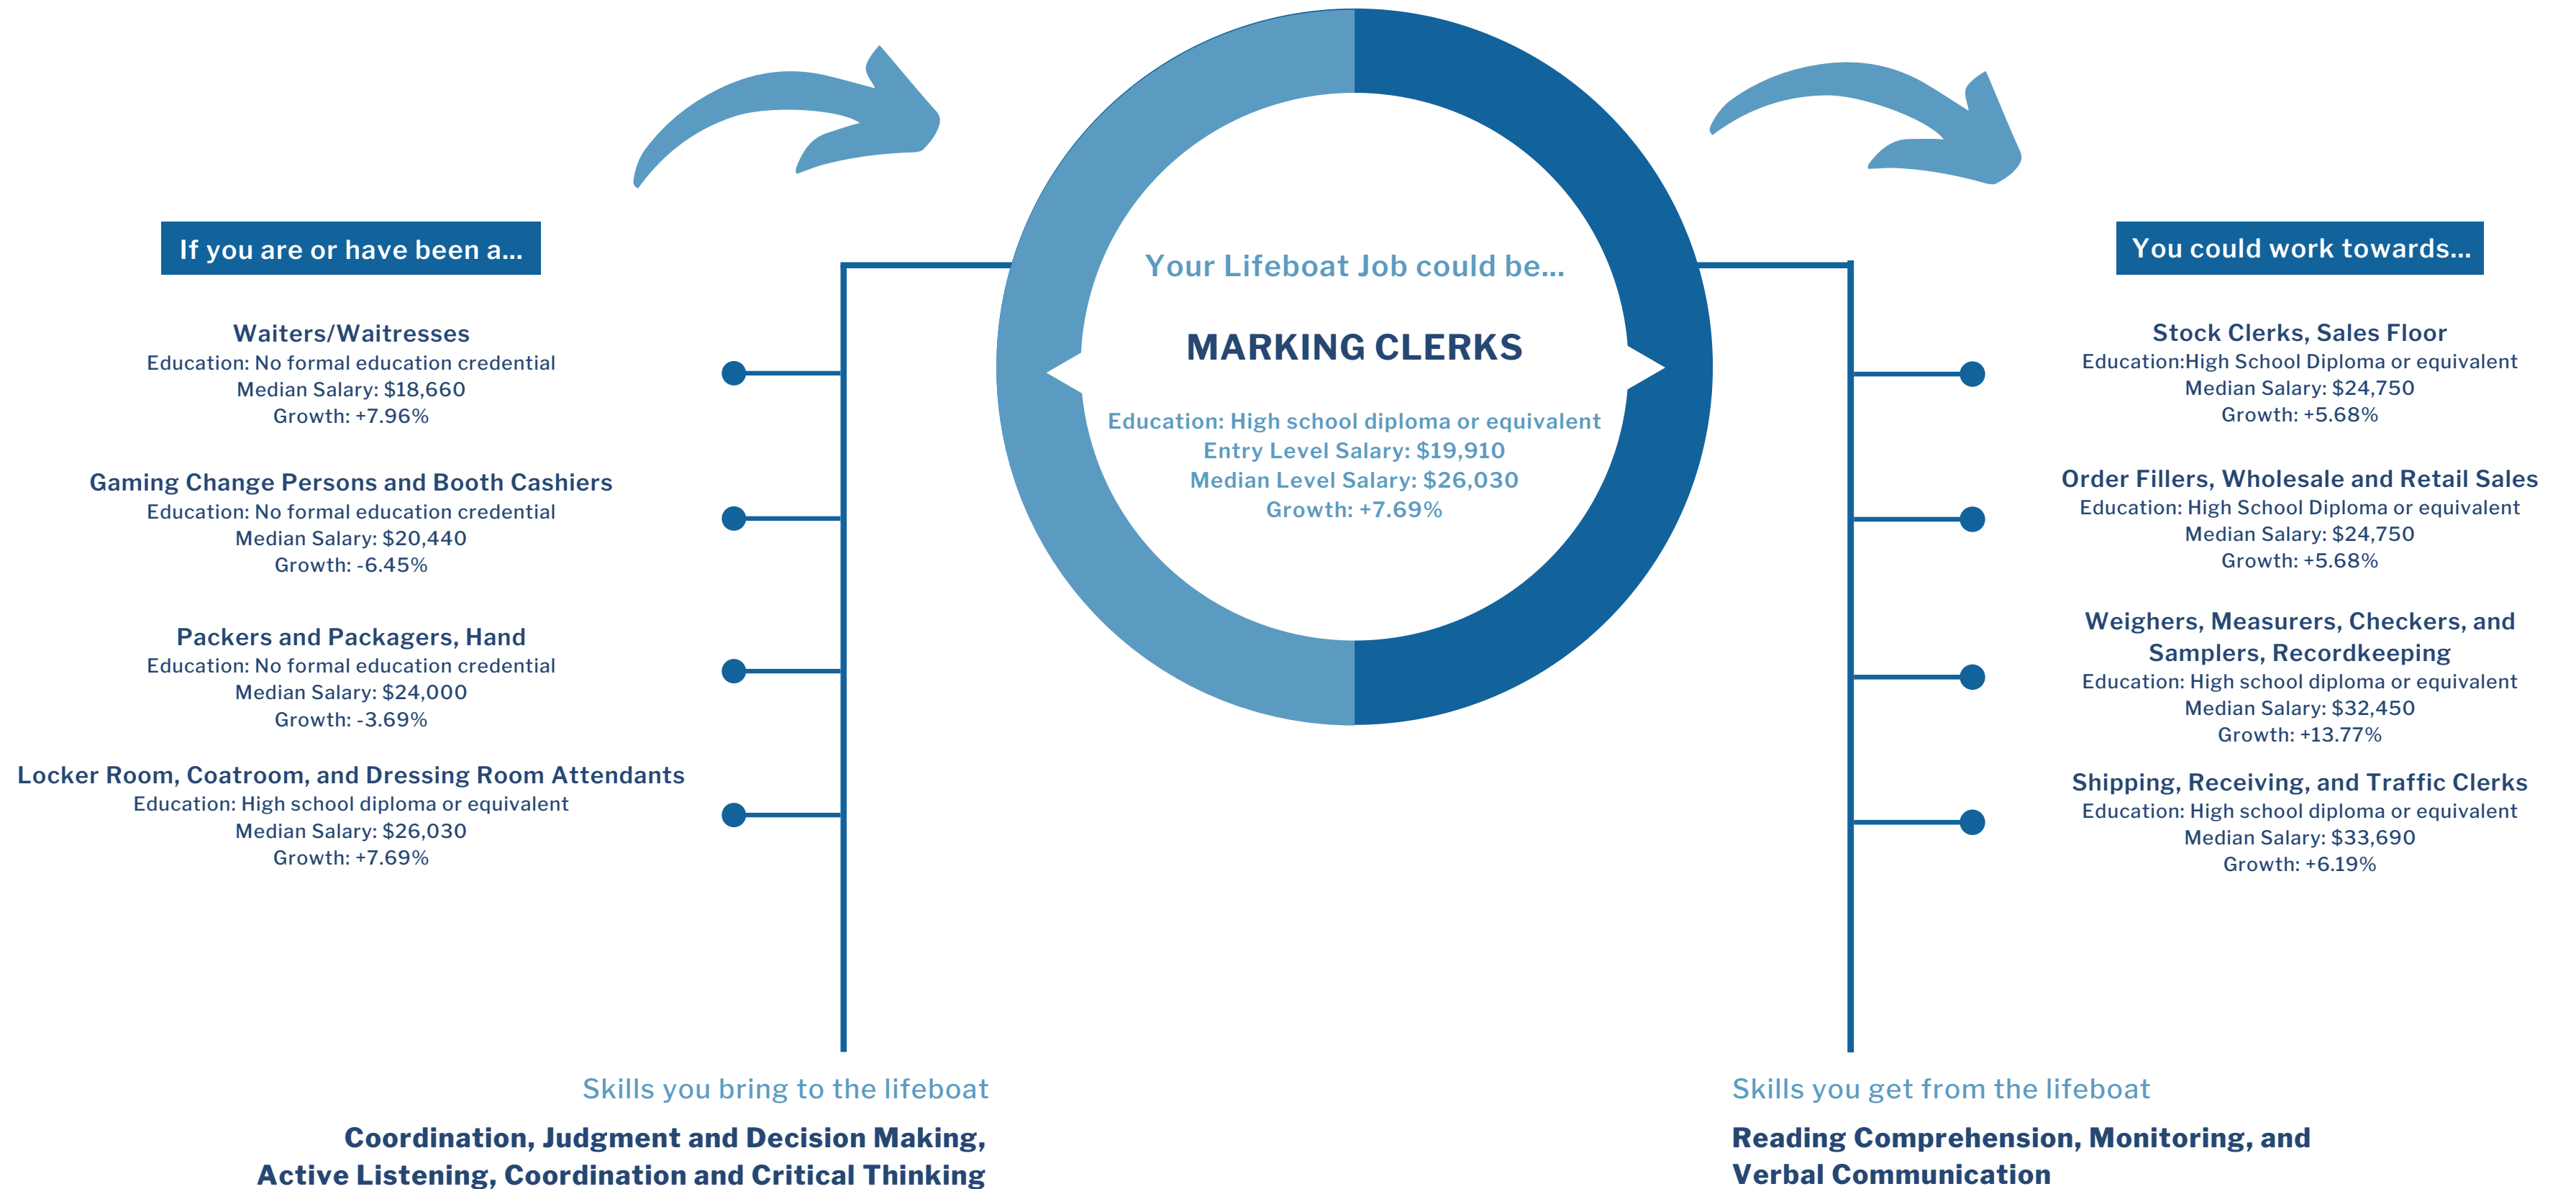 If you are or have been a...
Waiters/Waitresses
Education: No formal education credential
Median Salary: $18,660
Growth: +7.96%
Gaming Change Persons and Booth Cashiers
Education: No formal education credential
Median Salary: $20,440
Growth: -6.45%
Packers and Packagers, Hand
Education: No formal education credential
Median Salary: $24,000
Growth: -3.69%
Locker Room, Coatroom, and Dressing Room Attendants
Education: High school diploma or equivalent
Median Salary: $26,030
Growth: +7.69%
Skills you bring to the lifeboat
Coordination, Judgment and Decision Making,
Active Listening, Coordination and Critical Thinking
Your Lifeboat Job could be...
MARKING CLERKS
Education: High school diploma or equivalent
Entry Level Salary: $19,910
Median Level Salary: $26,030
Growth: +7.69%
You could work towards...
Stock Clerks, Sales Floor
Education:High School Diploma or equivalent
Median Salary: $24,750
Growth: +5.68%
Order Fillers, Wholesale and Retail Sales
Education: High School Diploma or equivalent
Median Salary: $24,750
Growth: +5.68%
Weighers, Measurers, Checkers, and
Samplers, Recordkeeping
Education: High school diploma or equivalent
Median Salary: $32,450
Growth: +13.77%
Shipping, Receiving, and Traffic Clerks
Education: High school diploma or equivalent
Median Salary: $33,690
Growth: +6.19%
Skills you get from the lifeboat
Reading Comprehension, Monitoring, and
Verbal Communication